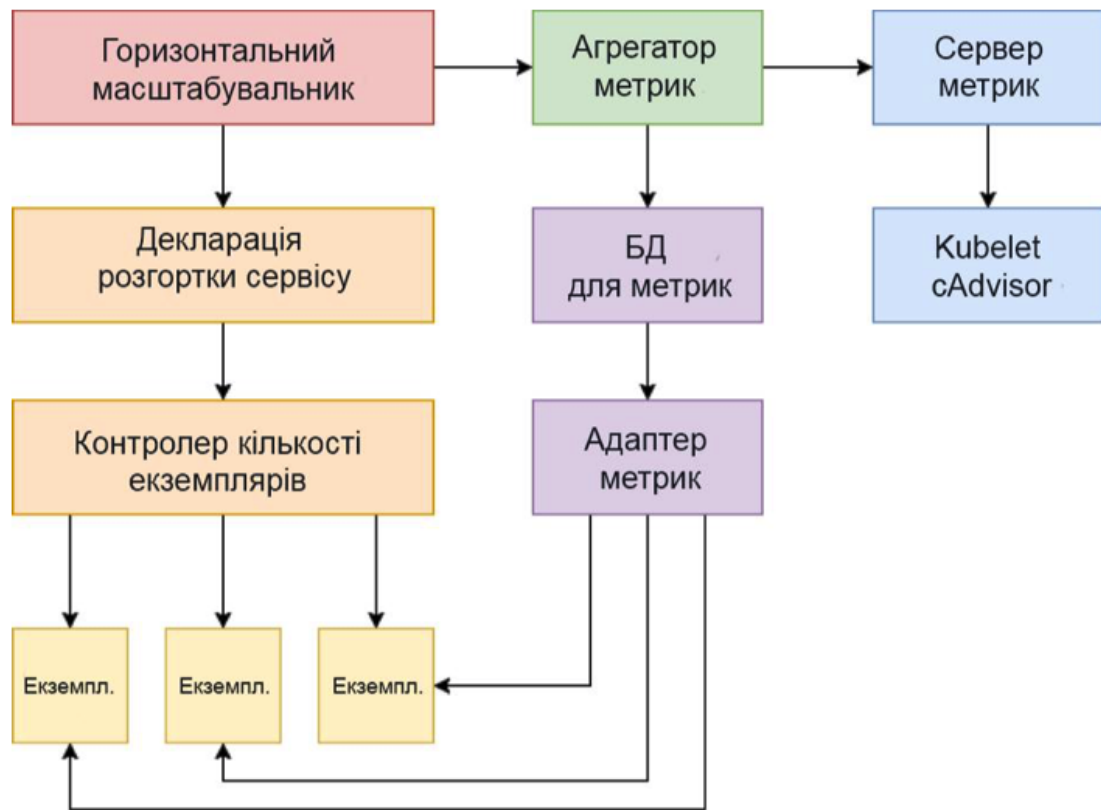 Горизонтальний
масштабувальник
Агрегатор
метрик
Сервер
метрик
Декларація
розгортки сервісу
БД
для метрик
Kubelet
cAdvisor
Контролер кількості
екземплярів
Адаптер
метрик
Екземпл.
Екземпл.
Екземпл.